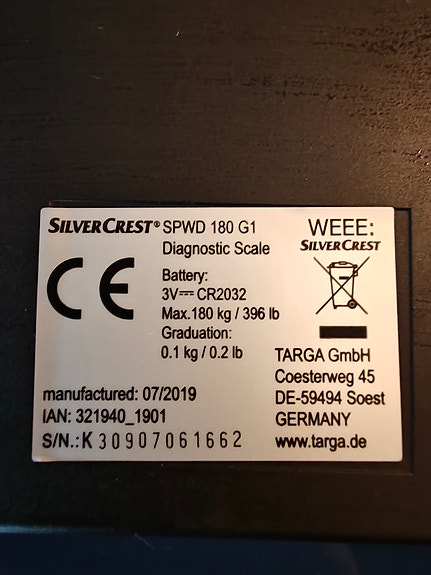 SILVERCREST® SPWD 180 G1
Diagnostic Scale
Battery:
3V⎓CR2032
Max.180 kg / 396 lb
Graduation:
0.1 kg / 0.2 lb
CE
WEEE:
SILVERCREST
manufactured: 07/2019
IAN: 321940_1901
S/N.:K 30907061662
TARGA GmbH
Coesterweg 45
DE-59494 Soest
GERMANY
www.targa.de